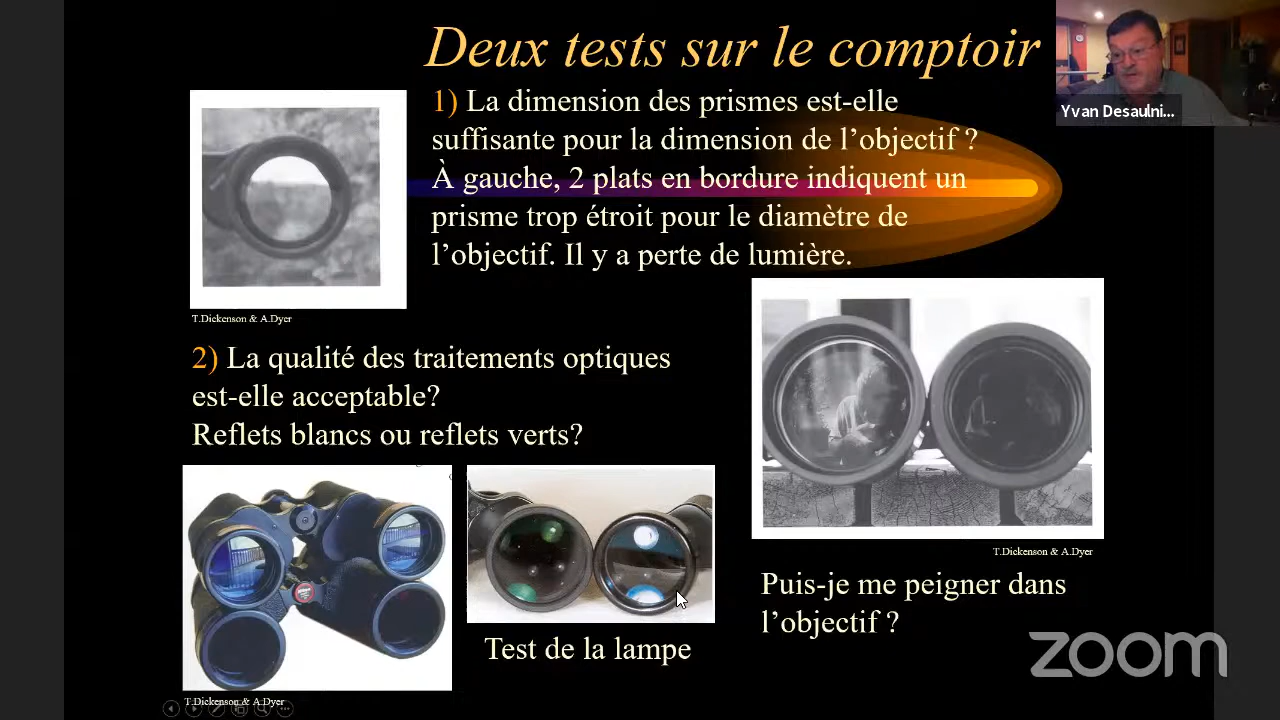 Deux tests sur le comptoir
Yvan Desaulni...
1) La dimension des prismes est-elle
suffisante pour la dimension de l'objectif ?
À gauche, 2 plats en bordure indiquent un
prisme trop étroit pour le diamètre de
l'objectif. Il y a perte de lumière.
T.Dickenson & A.Dyer
2) La qualité des traitements optiques
est-elle acceptable?
Reflets blancs ou reflets verts?
T.Dickenson & A.Dyer
Puis-je me peigner dans
l'objectif ?
Test de la lampe
T.Dickenson & A.Dyer
zoom